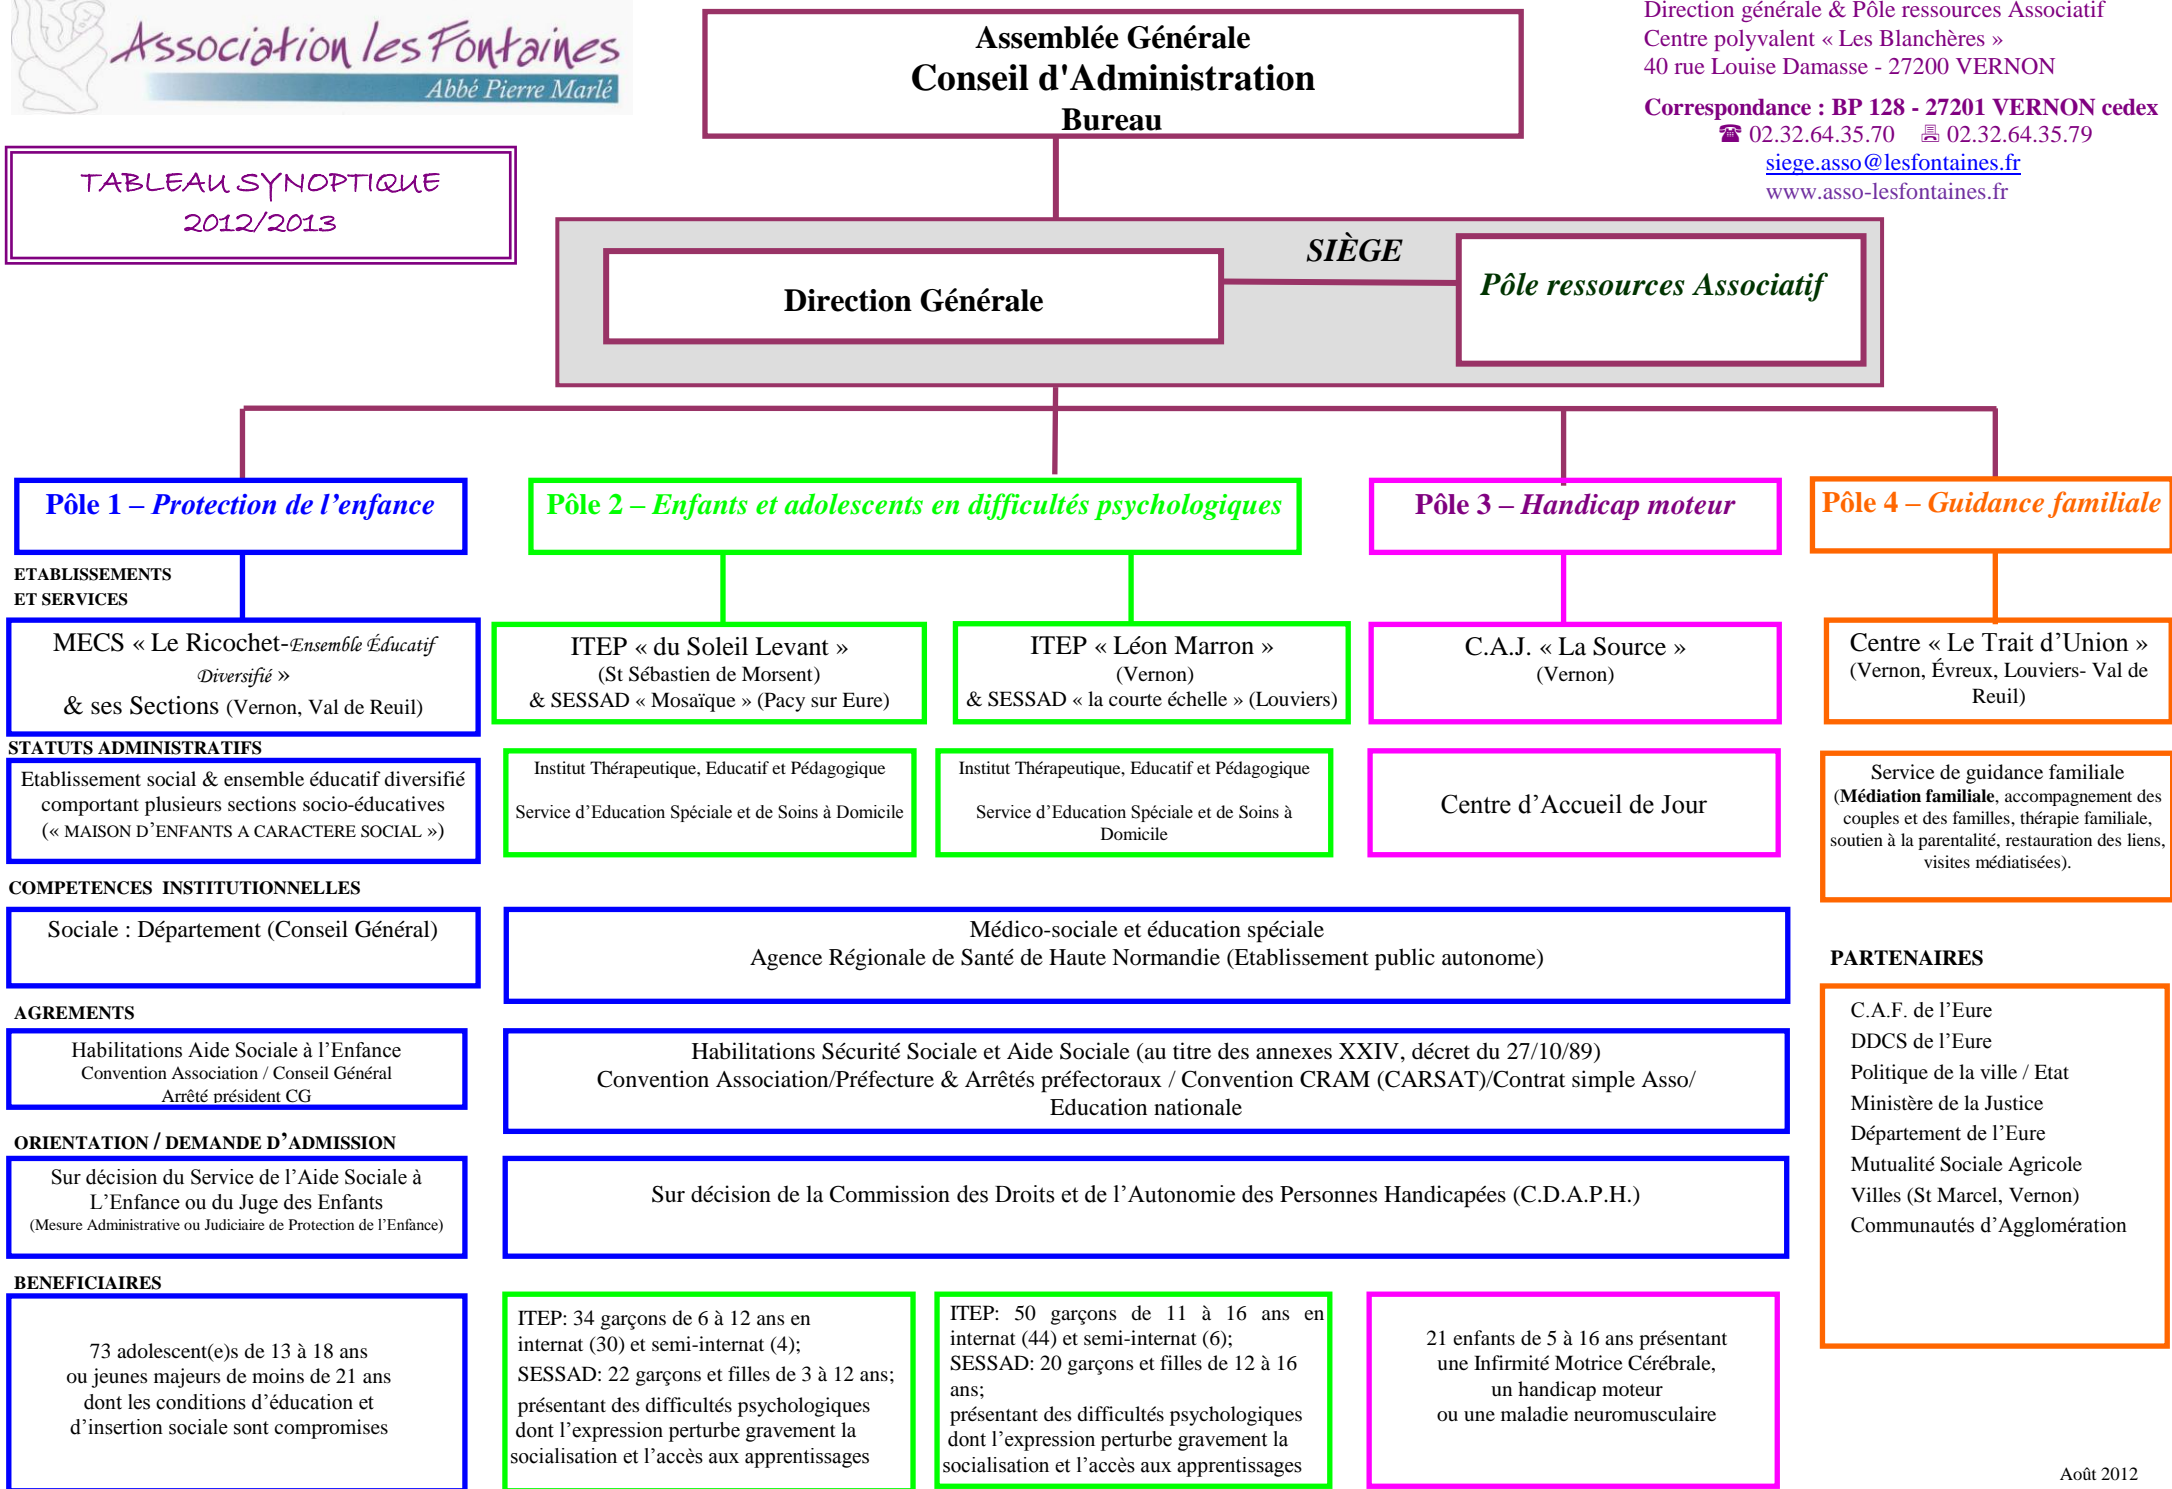 Association les Fontaines
Abbé Pierre Marlé
TABLEAU SYNOPTIQUE
2012/2013
Assemblée Générale
Conseil d'Administration
Bureau
Direction générale & Pôle ressources Associatif
Centre polyvalent « Les Blanchères »
40 rue Louise Damasse - 27200 VERNON
Correspondance : BP 128 - 27201 VERNON cedex
☎ 02.32.64.35.70 02.32.64.35.79
siege.asso@lesfontaines.fr
www.asso-lesfontaines.fr
SIÈGE
Direction Générale
Pôle ressources Associatif
Pôle 1 – Protection de l’enfance
Pôle 2 – Enfants et adolescents en difficultés psychologiques
Pôle 3 – Handicap moteur
Pôle 4 – Guidance familiale
ETABLISSEMENTS
ET SERVICES
MECS « Le Ricochet-Ensemble Éducatif
Diversifié »
& ses Sections (Vernon, Val de Reuil)
ITEP « du Soleil Levant »
(St Sébastien de Morsent)
& SESSAD « Mosaïque » (Pacy sur Eure)
ITEP « Léon Marron »
(Vernon)
& SESSAD « la courte échelle » (Louviers)
C.A.J. « La Source »
(Vernon)
Centre « Le Trait d’Union »
(Vernon, Évreux, Louviers- Val de
Reuil)
STATUTS ADMINISTRATIFS
Etablissement social & ensemble éducatif diversifié
comportant plusieurs sections socio-éducatives
(« MAISON D’ENFANTS A CARACTERE SOCIAL »)
Institut Thérapeutique, Educatif et Pédagogique
Service d’Education Spéciale et de Soins à Domicile
Institut Thérapeutique, Educatif et Pédagogique
Service d’Education Spéciale et de Soins à
Domicile
Centre d’Accueil de Jour
Service de guidance familiale
(Médiation familiale, accompagnement des
couples et des familles, thérapie familiale,
soutien à la parentalité, restauration des liens,
visites médiatisées).
COMPETENCES INSTITUTIONNELLES
Sociale : Département (Conseil Général)
Médico-sociale et éducation spéciale
Agence Régionale de Santé de Haute Normandie (Etablissement public autonome)
AGREMENTS
Habilitations Aide Sociale à l’Enfance
Convention Association / Conseil Général
Arrêté président CG
Habilitations Sécurité Sociale et Aide Sociale (au titre des annexes XXIV, décret du 27/10/89)
Convention Association/Préfecture & Arrêtés préfectoraux / Convention CRAM (CARSAT)/Contrat simple Asso/
Education nationale
ORIENTATION / DEMANDE D’ADMISSION
Sur décision du Service de l’Aide Sociale à
L’Enfance ou du Juge des Enfants
(Mesure Administrative ou Judiciaire de Protection de l’Enfance)
Sur décision de la Commission des Droits et de l’Autonomie des Personnes Handicapées (C.D.A.P.H.)
PARTENAIRES
C.A.F. de l’Eure
DDCS de l’Eure
Politique de la ville / Etat
Ministère de la Justice
Département de l’Eure
Mutualité Sociale Agricole
Villes (St Marcel, Vernon)
Communautés d’Agglomération
BENEFICIAIRES
73 adolescent(e)s de 13 à 18 ans
ou jeunes majeurs de moins de 21 ans
dont les conditions d’éducation et
d’insertion sociale sont compromises
ITEP: 34 garçons de 6 à 12 ans en
internat (30) et semi-internat (4);
SESSAD: 22 garçons et filles de 3 à 12 ans;
présentant des difficultés psychologiques
dont l’expression perturbe gravement la
socialisation et l’accès aux apprentissages
ITEP: 50 garçons de 11 à 16 ans en
internat (44) et semi-internat (6);
SESSAD: 20 garçons et filles de 12 à 16
ans;
présentant des difficultés psychologiques
dont l’expression perturbe gravement la
socialisation et l’accès aux apprentissages
21 enfants de 5 à 16 ans présentant
une Infirmité Motrice Cérébrale,
un handicap moteur
ou une maladie neuromusculaire
Août 2012